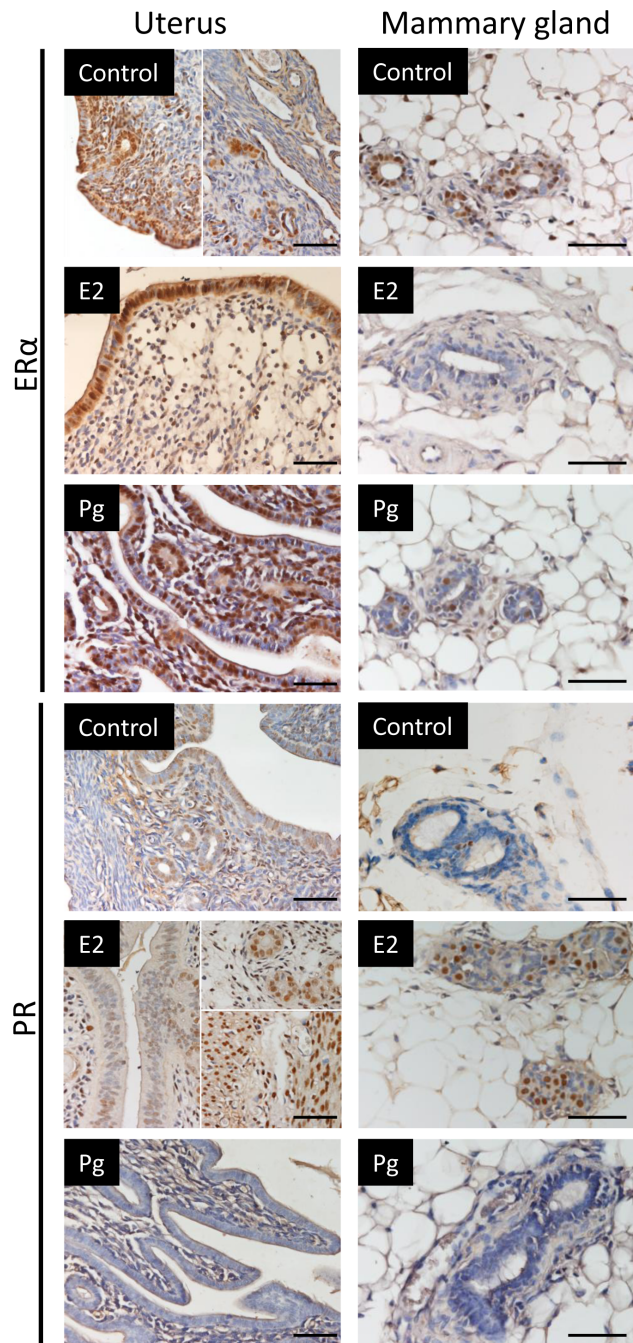 Uterus Mammary gland
ERα
Control Control
E2 E2
Pg Pg
PR
Control Control
E2 E2
Pg Pg